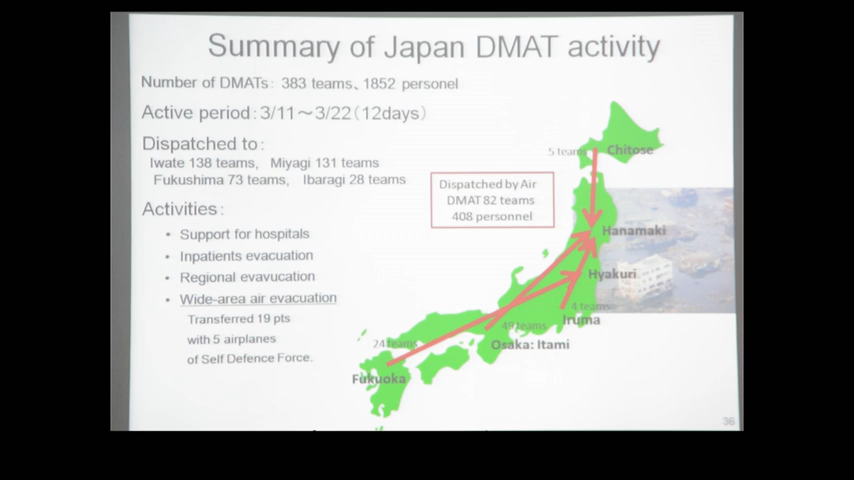 Summary of Japan DMAT activity
Number of DMATs: 383 teams、1852 personel
Active period:3/11～3/22(12days)
Dispatched to:
Iwate 138 teams, Miyagi 131 teams
Fukushima 73 teams, Ibaragi 28 teams
Activities:
• Support for hospitals
• Inpatients evacuation
• Regional evavucation
• Wide-area air evacuation
Transferred 19 pts
with 5 airplanes
of Self Defence Force.
Dispatched by Air
DMAT 82 teams
408 personnel
5 teams
Chitose
Hanamaki
Hyakuri
4 teams
Iruma
teams
Osaka: Itami
24 teams
Fukuoka
36